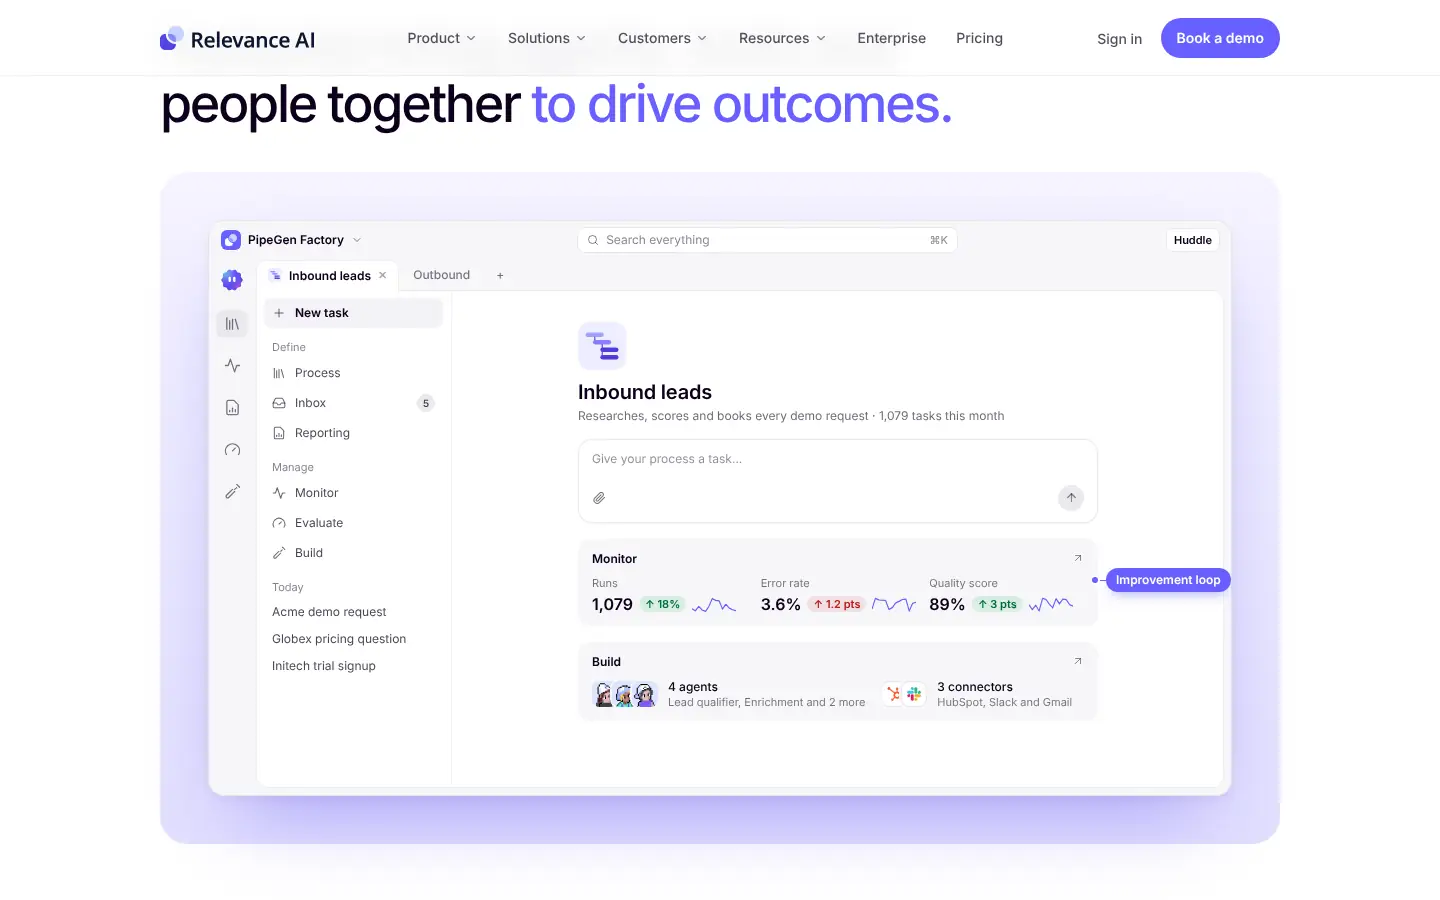 Relevance AI
Product
Solutions
Customers
Resources
Enterprise
Pricing
Sign in
Book a demo
people together to drive outcomes.
PipeGen Factory
Search everything
⌘K
Huddle
Inbound leads ×
Outbound
+
+ New task
Define
Process
Inbox
5
Reporting
Manage
Monitor
Evaluate
Build
Today
Acme demo request
Globex pricing question
Initech trial signup
Inbound leads
Researches, scores and books every demo request · 1,079 tasks this month
Give your process a task...
Monitor
Runs
1,079 ↑ 18%
Error rate
3.6% ↑ 1.2 pts
Quality score
89% ↑ 3 pts
Improvement loop
Build
4 agents
Lead qualifier, Enrichment and 2 more
3 connectors
HubSpot, Slack and Gmail